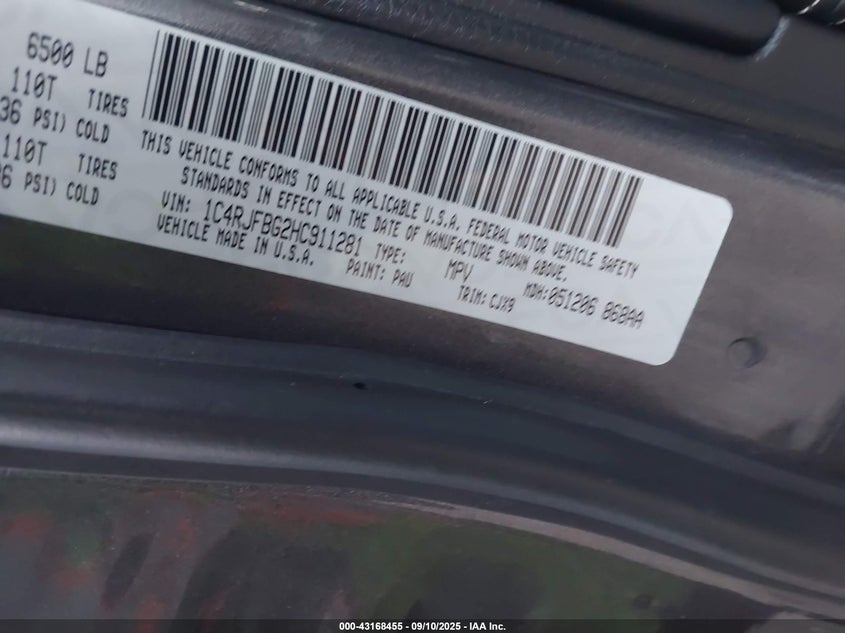 6500 LB
110T TIRES
36 PSI) COLD
110T TIRES
6 PSI) COLD
THIS VEHICLE CONFORMS TO ALL APPLICABLE U.S.A. FEDERAL MOTOR VEHICLE SAFETY
STANDARDS IN EFFECT ON THE DATE OF MANUFACTURE SHOWN ABOVE.
VIN: 1C4RJFBG2HC911281 TYPE: MPV MDH:051206 868AA
VEHICLE MADE IN U.S.A. PAINT: PAU TRIM: CJX9
000-43168455 - 09/10/2025 - IAA Inc.